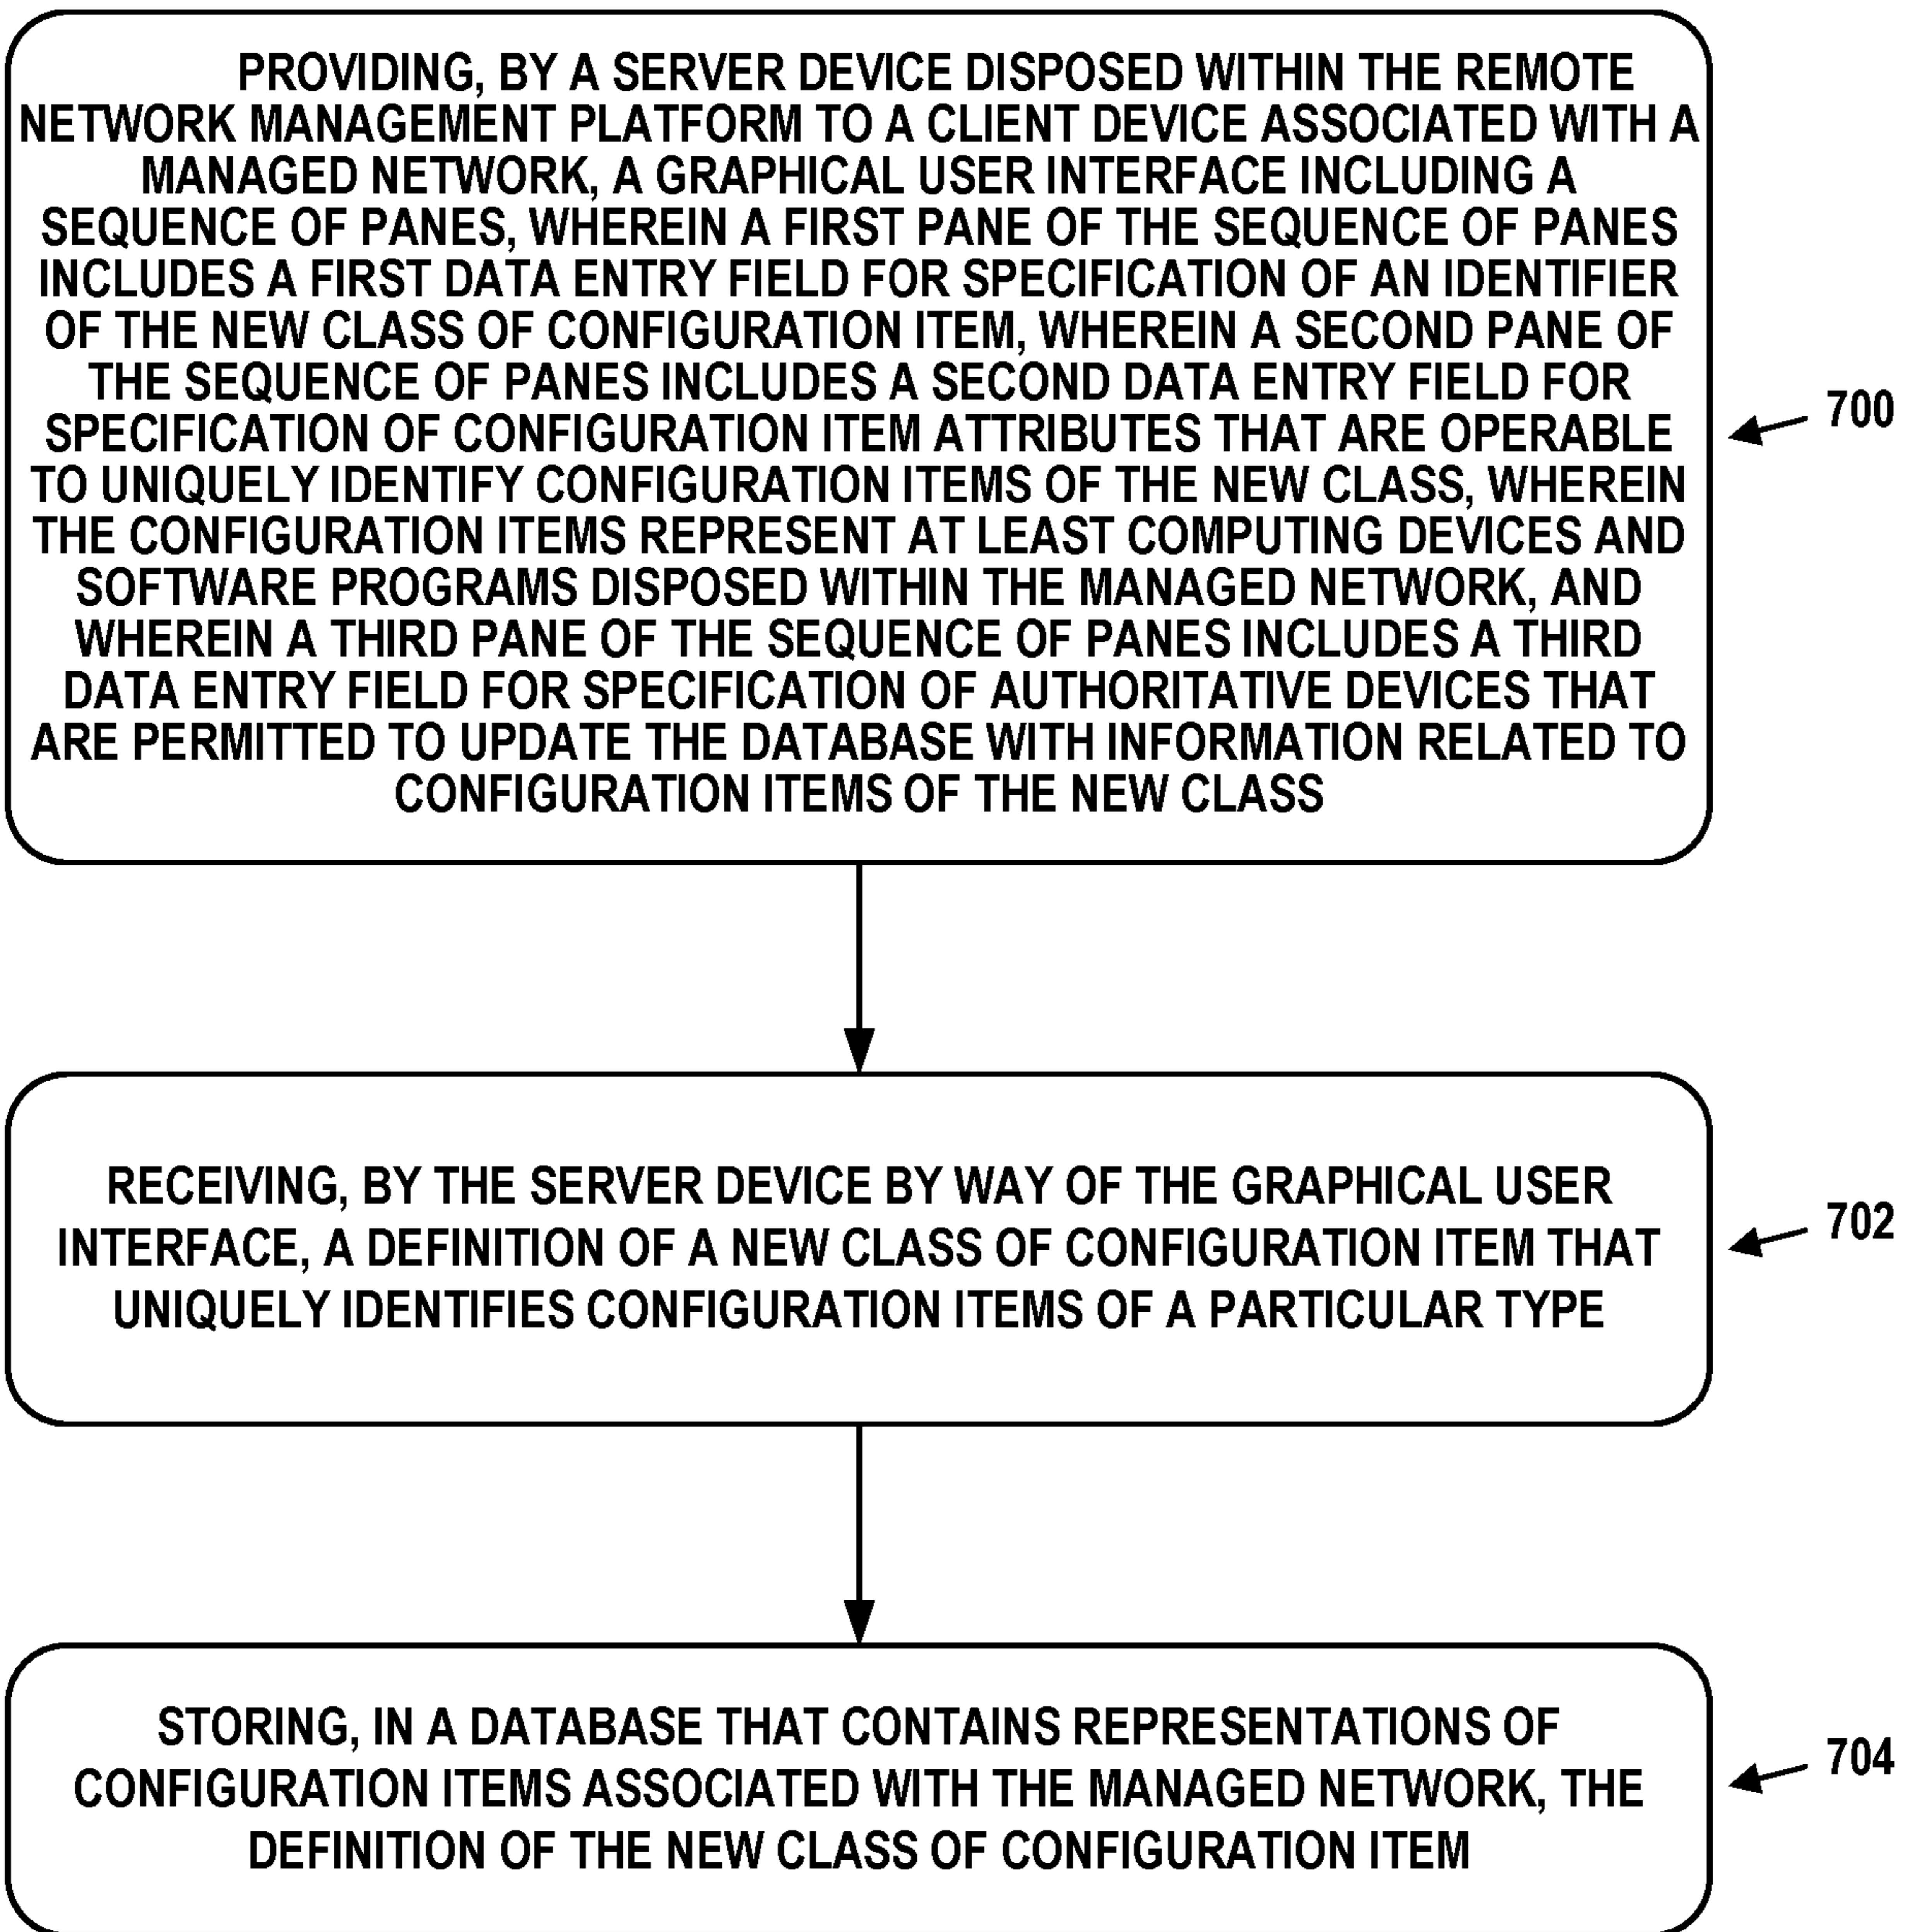 PROVIDING, BY A SERVER DEVICE DISPOSED WITHIN THE REMOTE
NETWORK MANAGEMENT PLATFORM TO A CLIENT DEVICE ASSOCIATED WITH A
MANAGED NETWORK, A GRAPHICAL USER INTERFACE INCLUDING A
SEQUENCE OF PANES, WHEREIN A FIRST PANE OF THE SEQUENCE OF PANES
INCLUDES A FIRST DATA ENTRY FIELD FOR SPECIFICATION OF AN IDENTIFIER
OF THE NEW CLASS OF CONFIGURATION ITEM, WHEREIN A SECOND PANE OF
THE SEQUENCE OF PANES INCLUDES A SECOND DATA ENTRY FIELD FOR
SPECIFICATION OF CONFIGURATION ITEM ATTRIBUTES THAT ARE OPERABLE
TO UNIQUELY IDENTIFY CONFIGURATION ITEMS OF THE NEW CLASS, WHEREIN
THE CONFIGURATION ITEMS REPRESENT AT LEAST COMPUTING DEVICES AND
SOFTWARE PROGRAMS DISPOSED WITHIN THE MANAGED NETWORK, AND
WHEREIN A THIRD PANE OF THE SEQUENCE OF PANES INCLUDES A THIRD
DATA ENTRY FIELD FOR SPECIFICATION OF AUTHORITATIVE DEVICES THAT
ARE PERMITTED TO UPDATE THE DATABASE WITH INFORMATION RELATED TO
CONFIGURATION ITEMS OF THE NEW CLASS
700
RECEIVING, BY THE SERVER DEVICE BY WAY OF THE GRAPHICAL USER
INTERFACE, A DEFINITION OF A NEW CLASS OF CONFIGURATION ITEM THAT
UNIQUELY IDENTIFIES CONFIGURATION ITEMS OF A PARTICULAR TYPE
702
STORING, IN A DATABASE THAT CONTAINS REPRESENTATIONS OF
CONFIGURATION ITEMS ASSOCIATED WITH THE MANAGED NETWORK, THE
DEFINITION OF THE NEW CLASS OF CONFIGURATION ITEM
704